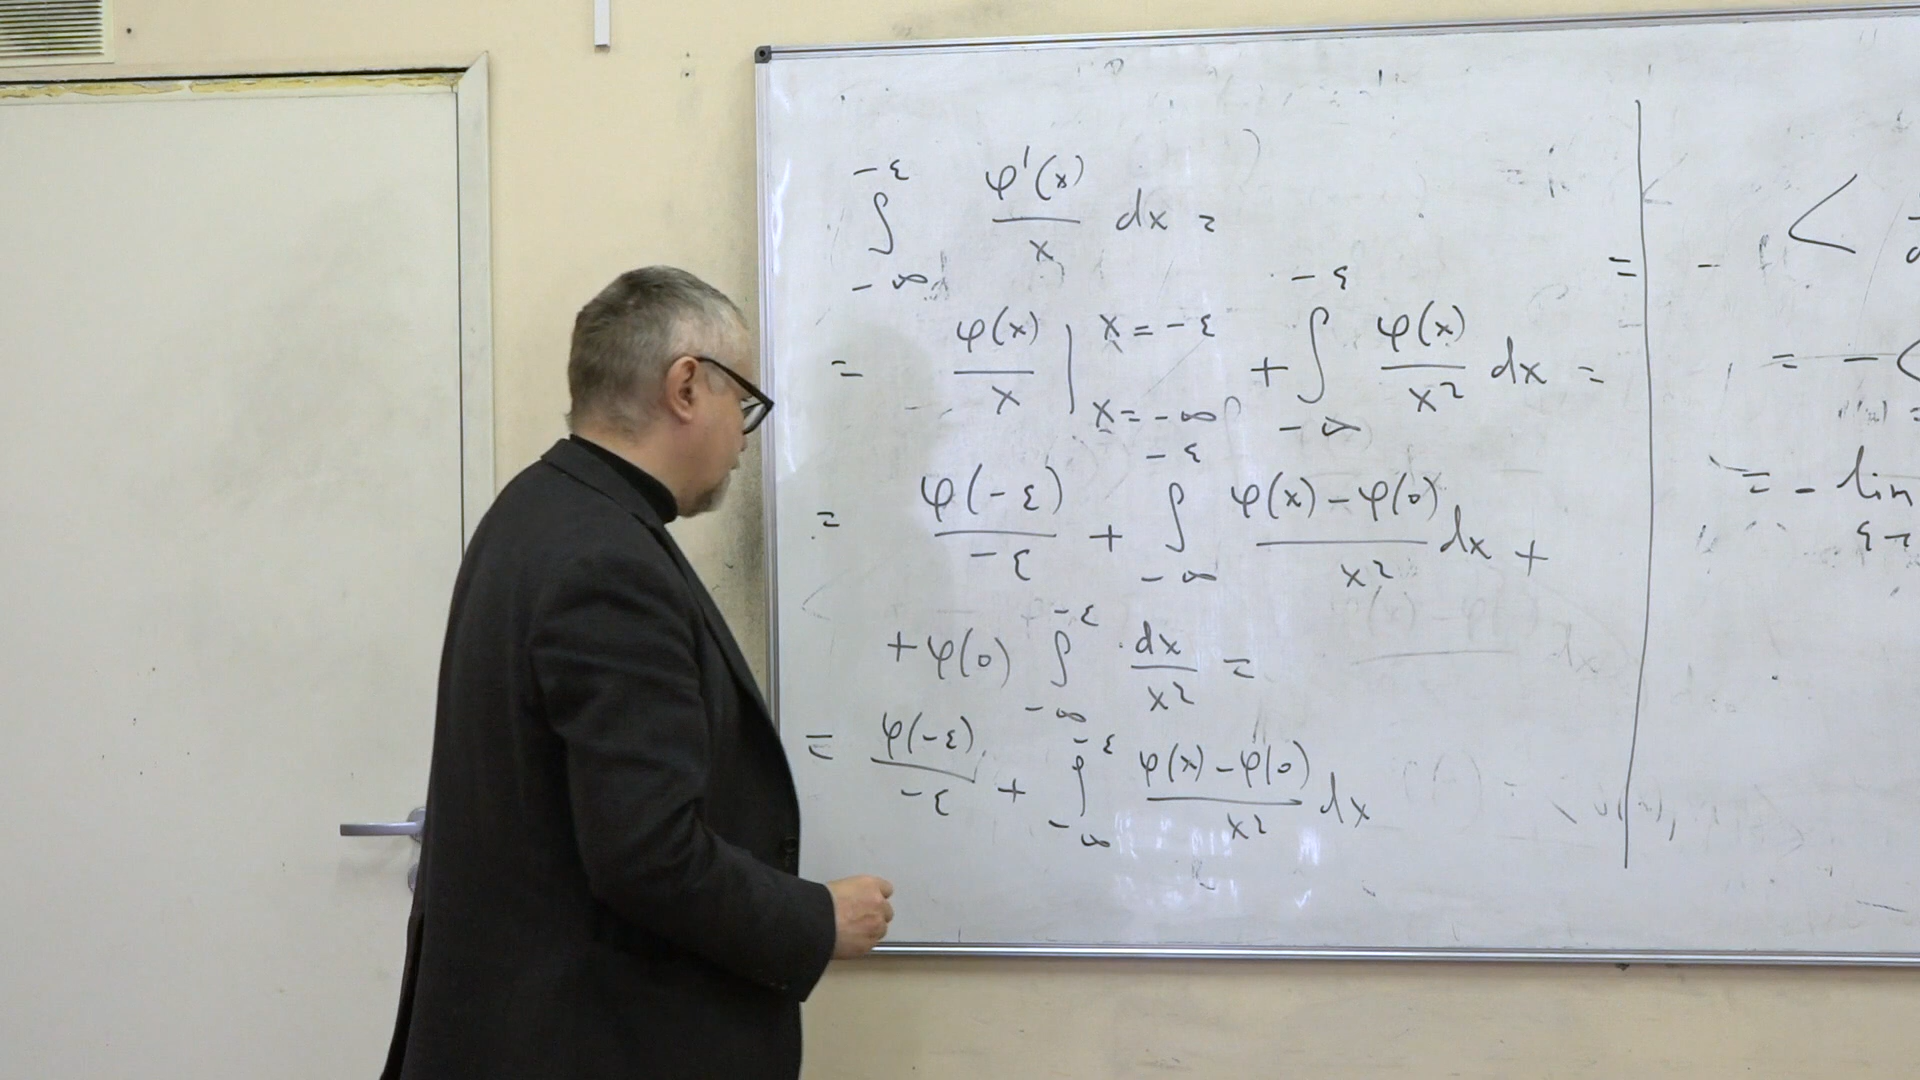 ∫_{-∞}^{-ε} φ'(x)/x dx =
= φ(x)/x |_{x=-∞}^{x=-ε} + ∫_{-∞}^{-ε} φ(x)/x² dx =
= φ(-ε)/-ε + ∫_{-∞}^{-ε} φ(x)-φ(0)/x² dx +
+ φ(0) ∫_{-∞}^{-ε} dx/x² =
= φ(-ε)/-ε + ∫_{-∞}^{-ε} φ(x)-φ(0)/x² dx
= - <
= - <
= - lim
ε→